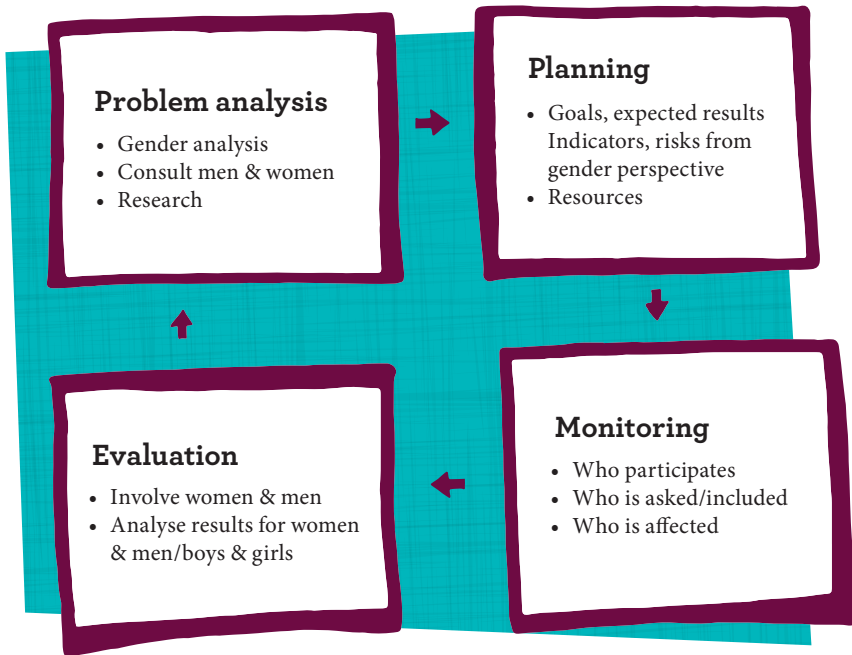 Problem analysis
• Gender analysis
• Consult men & women
• Research
Planning
• Goals, expected results
Indicators, risks from
gender perspective
• Resources
Monitoring
• Who participates
• Who is asked/included
• Who is affected
Evaluation
• Involve women & men
• Analyse results for women
& men/boys & girls